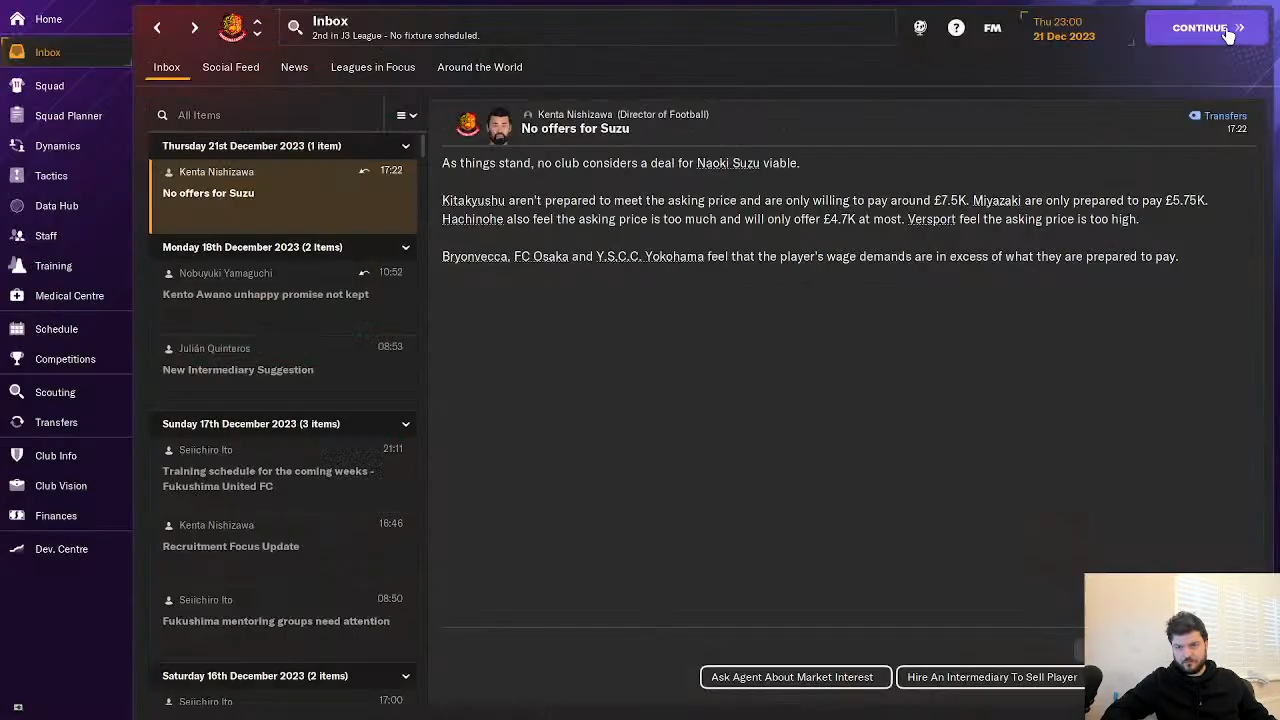 Home
Inbox
Squad
Squad Planner
Dynamics
Tactics
Data Hub
Staff
Training
Medical Centre
Schedule
Competitions
Scouting
Transfers
Club Info
Club Vision
Finances
Dev. Centre
Inbox
2nd in J3 League - No fixture scheduled.
?
FM
Thu 23:00
21 Dec 2023
CONTINUE
Inbox
Social Feed
News
Leagues in Focus
Around the World
All Items
Thursday 21st December 2023 (1 item)
Kenta Nishizawa
17:22
No offers for Suzu
Monday 18th December 2023 (2 items)
Nobuyuki Yamaguchi
10:52
Kento Awano unhappy promise not kept
Julián Quinteros
08:53
New Intermediary Suggestion
Sunday 17th December 2023 (3 items)
Seiichiro Ito
21:11
Training schedule for the coming weeks -
Fukushima United FC
Kenta Nishizawa
16:46
Recruitment Focus Update
Seiichiro Ito
08:50
Fukushima mentoring groups need attention
Saturday 16th December 2023 (2 items)
Seiichiro Ito
17:00
Kenta Nishizawa (Director of Football)
No offers for Suzu
Transfers
17:22
As things stand, no club considers a deal for Naoki Suzu viable.
Kitakyushu aren't prepared to meet the asking price and are only willing to pay around £7.5K. Miyazaki are only prepared to pay £5.75K.
Hachinohe also feel the asking price is too much and will only offer £4.7K at most. Versport feel the asking price is too high.
Bryonvecca, FC Osaka and Y.S.C.C. Yokohama feel that the player's wage demands are in excess of what they are prepared to pay.
Ask Agent About Market Interest
Hire An Intermediary To Sell Player